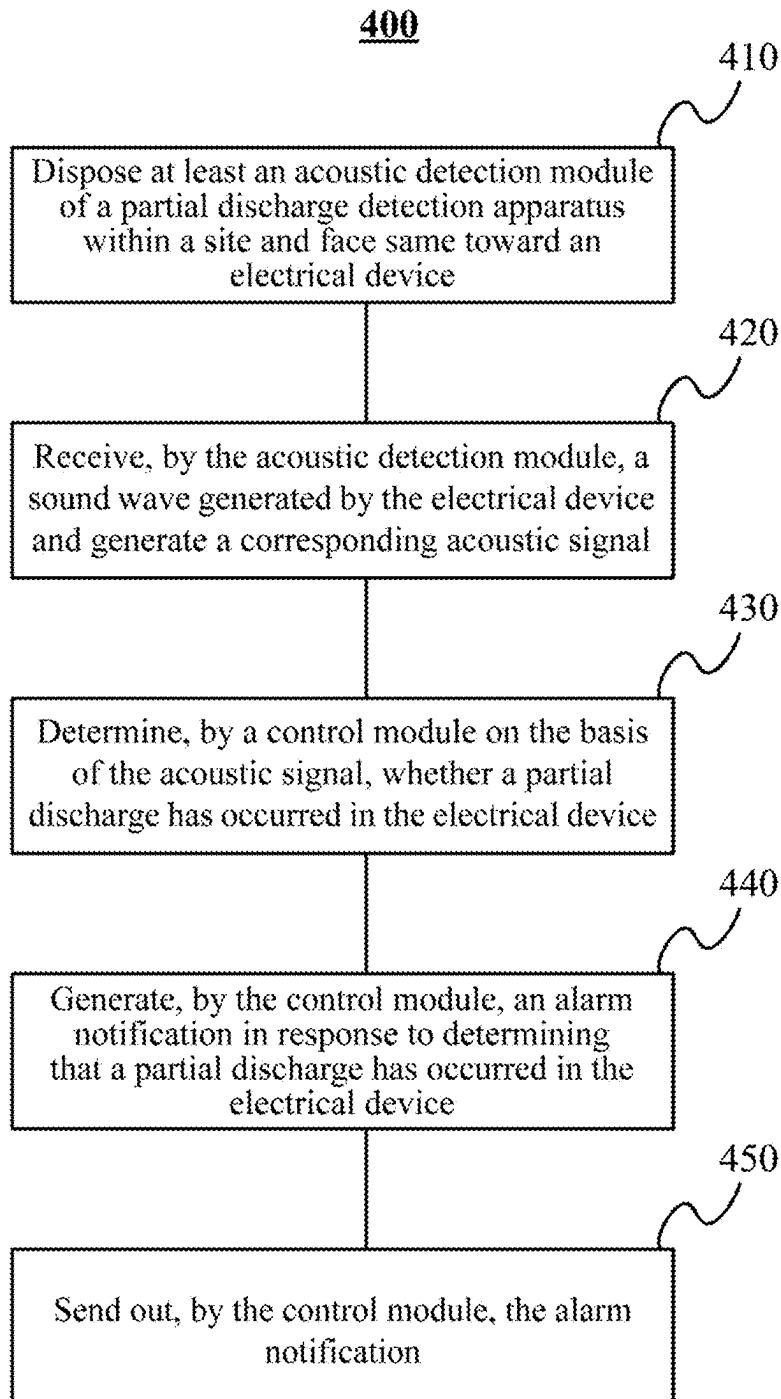 400
410
Dispose at least an acoustic detection module
of a partial discharge detection apparatus
within a site and face same toward an
electrical device
420
Receive, by the acoustic detection module, a
sound wave generated by the electrical device
and generate a corresponding acoustic signal
430
Determine, by a control module on the basis
of the acoustic signal, whether a partial
discharge has occurred in the electrical device
440
Generate, by the control module, an alarm
notification in response to determining
that a partial discharge has occurred in the
electrical device
450
Send out, by the control module, the alarm
notification